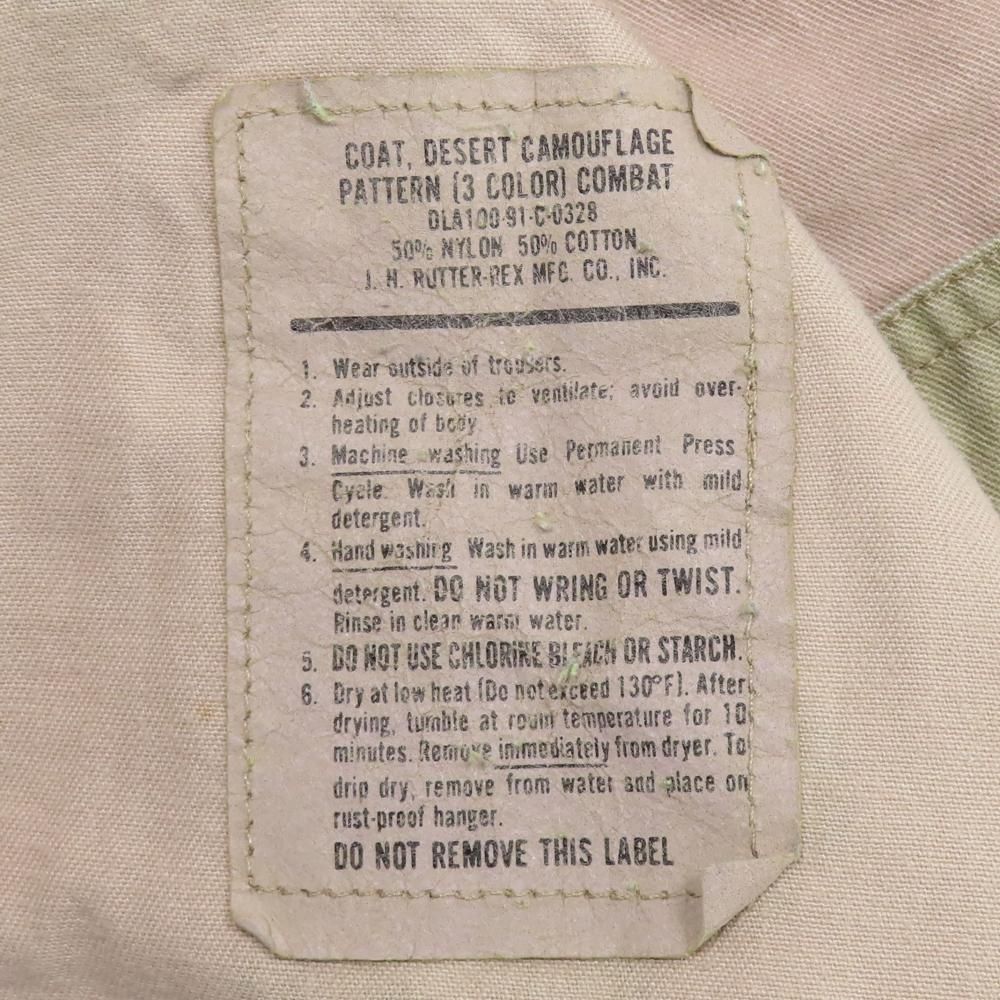 COAT, DESERT CAMOUFLAGE
PATTERN (3 COLOR) COMBAT
DLA100-91-C-0328
50% NYLON 50% COTTON
J. H. RUTTER-REX MFG. CO., INC.
1. Wear outside of trousers.
2. Adjust closures to ventilate; avoid over-
heating of body.
3. Machine washing Use Permanent Press
Cycle. Wash in warm water with mild
detergent.
4. Hand washing Wash in warm water using mild
detergent. DO NOT WRING OR TWIST.
Rinse in clean warm water.
5. DO NOT USE CHLORINE BLEACH OR STARCH.
6. Dry at low heat (Do not exceed 130°F). After
drying, tumble at room temperature for 10
minutes. Remove immediately from dryer. To
drip dry, remove from water and place on
rust-proof hanger.
DO NOT REMOVE THIS LABEL